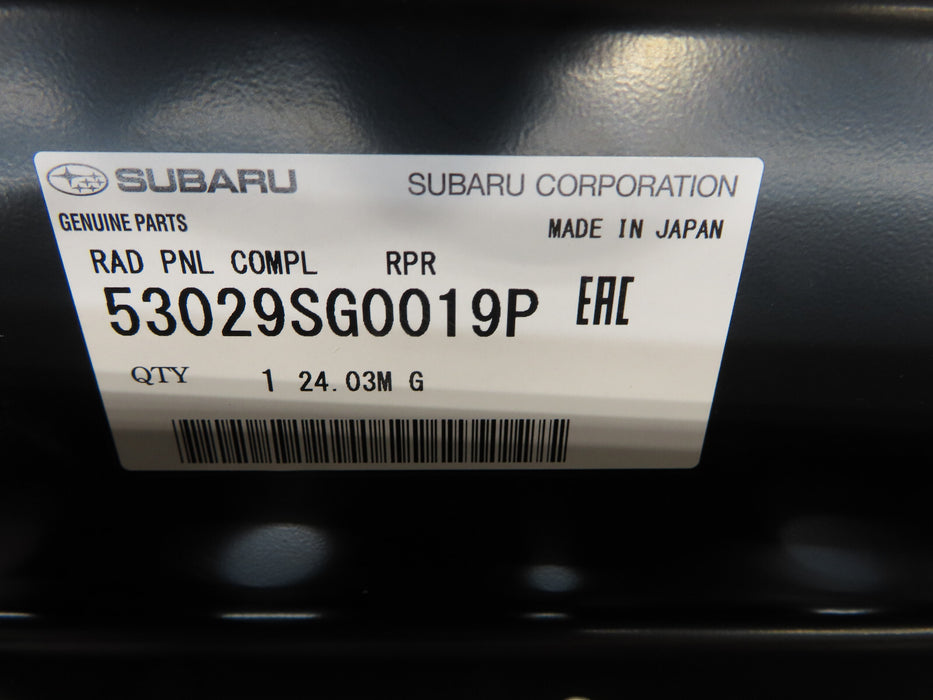 SUBARU SUBARU CORPORATION
GENUINE PARTS MADE IN JAPAN
RAD PNL COMPL RPR
53029SG0019P EAC
QTY 1 24.03M G